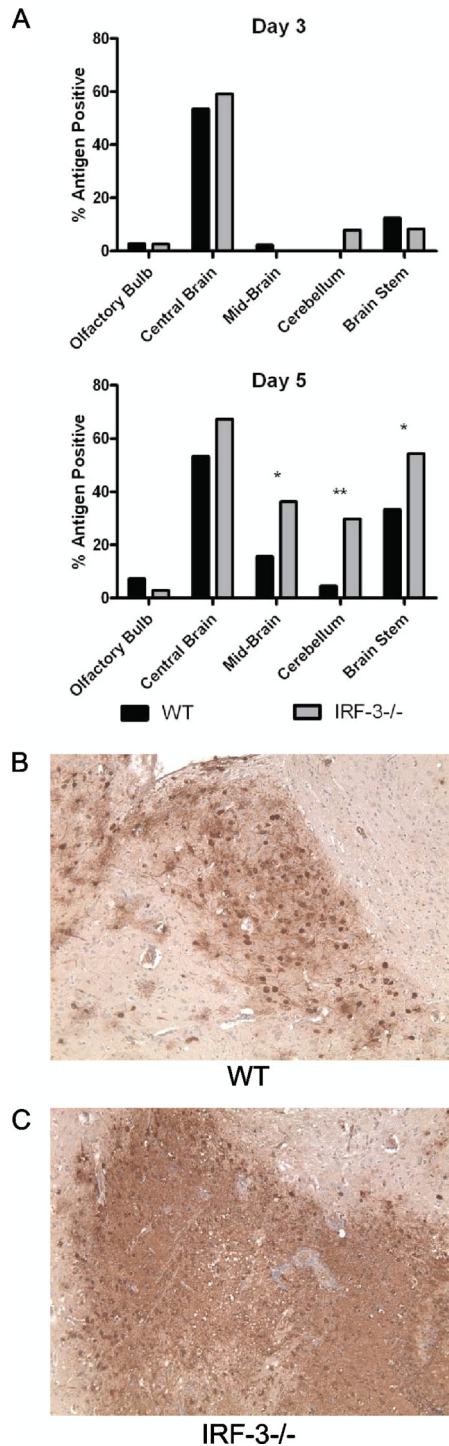 A
Day 3
% Antigen Positive
80
60
40
20
0
Olfactory Bulb
Central Brain
Mid-Brain
Cerebellum
Brain Stem
Day 5
% Antigen Positive
80
60
40
20
0
*
**
*
Olfactory Bulb
Central Brain
Mid-Brain
Cerebellum
Brain Stem
WT
IRF-3-/-
B
WT
C
IRF-3-/-